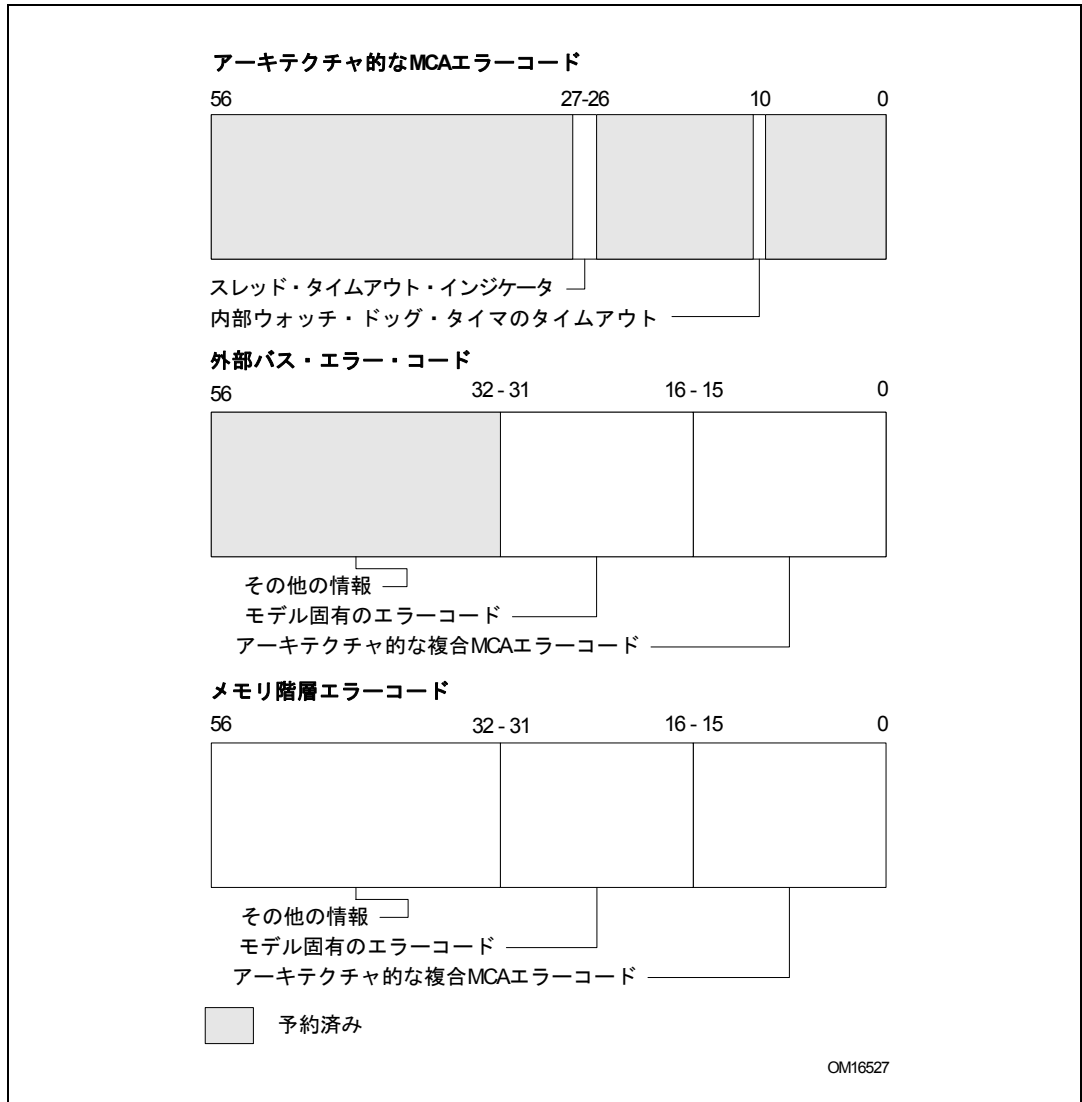 アーキテクチャ的なMCAエラーコード
56 27-26 10 0
スレッド・タイムアウト・インジケータ
内部ウォッチ・ドッグ・タイマのタイムアウト
外部バス・エラー・コード
56 32 - 31 16 - 15 0
その他の情報
モデル固有のエラーコード
アーキテクチャ的な複合MCAエラーコード
メモリ階層エラーコード
56 32 - 31 16 - 15 0
その他の情報
モデル固有のエラーコード
アーキテクチャ的な複合MCAエラーコード
予約済み
OM16527